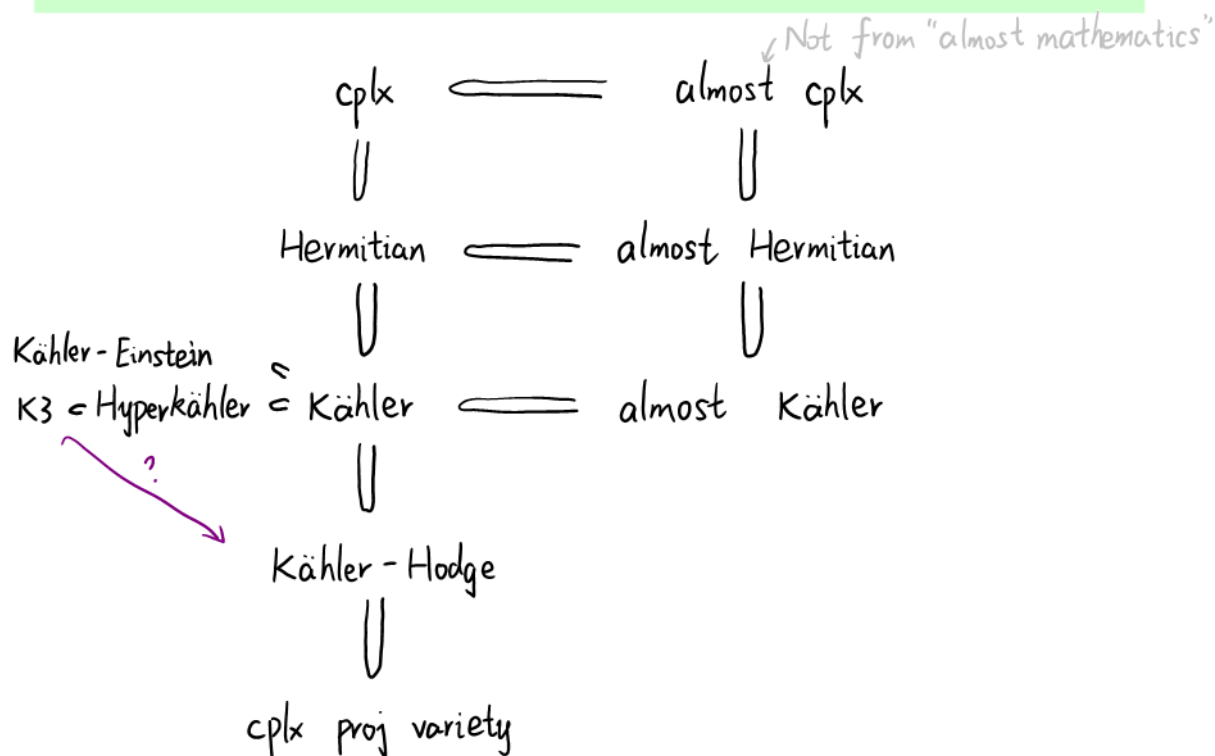 Not from "almost mathematics"
cplx ⊂ almost cplx
∪
∪
Hermitian ⊂ almost Hermitian
∪
∪
Kähler-Einstein
⊂
K3 ⊂ Hyperkähler ⊂ Kähler ⊂ almost Kähler
?
∪
Kähler-Hodge
∪
cplx proj variety